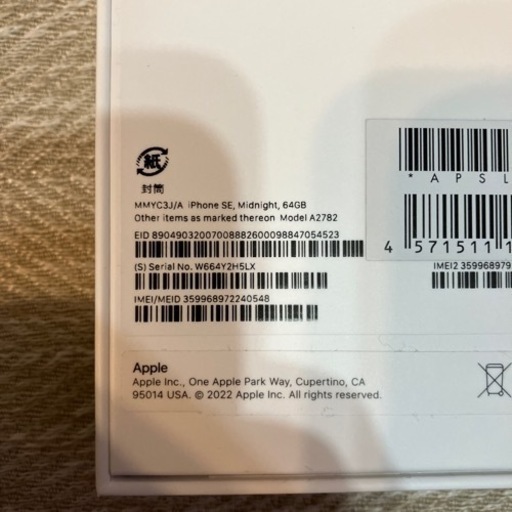 紙
封筒
MMYC3J/A iPhone SE, Midnight, 64GB
Other items as marked thereon Model A2782
EID 89049032007008882600098847054523
(S) Serial No. W664Y2H5LX
IMEI/MEID 359968972240548
* A P S L
4 571511 1
IMEI2 359968979
Apple
Apple Inc., One Apple Park Way, Cupertino, CA
95014 USA. © 2022 Apple Inc. All rights reserved.